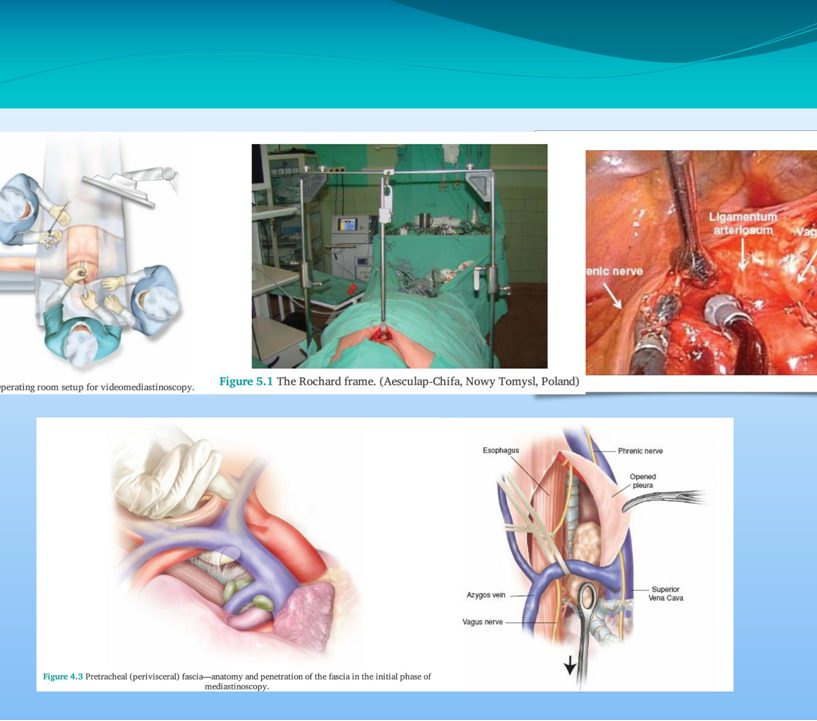 Ligamentum
arteriosum
enic nerve
perating room setup for videomediastinoscopy.
Figure 5.1 The Rochard frame. (Aesculap-Chifa, Nowy Tomysl, Poland)
Esophagus
Phrenic nerve
Opened
pleura
Azygos vein
Superior
Vena Cava
Vagus nerve
Figure 4.3 Pretracheal (perivisceral) fascia—anatomy and penetration of the fascia in the initial phase of
mediastinoscopy.